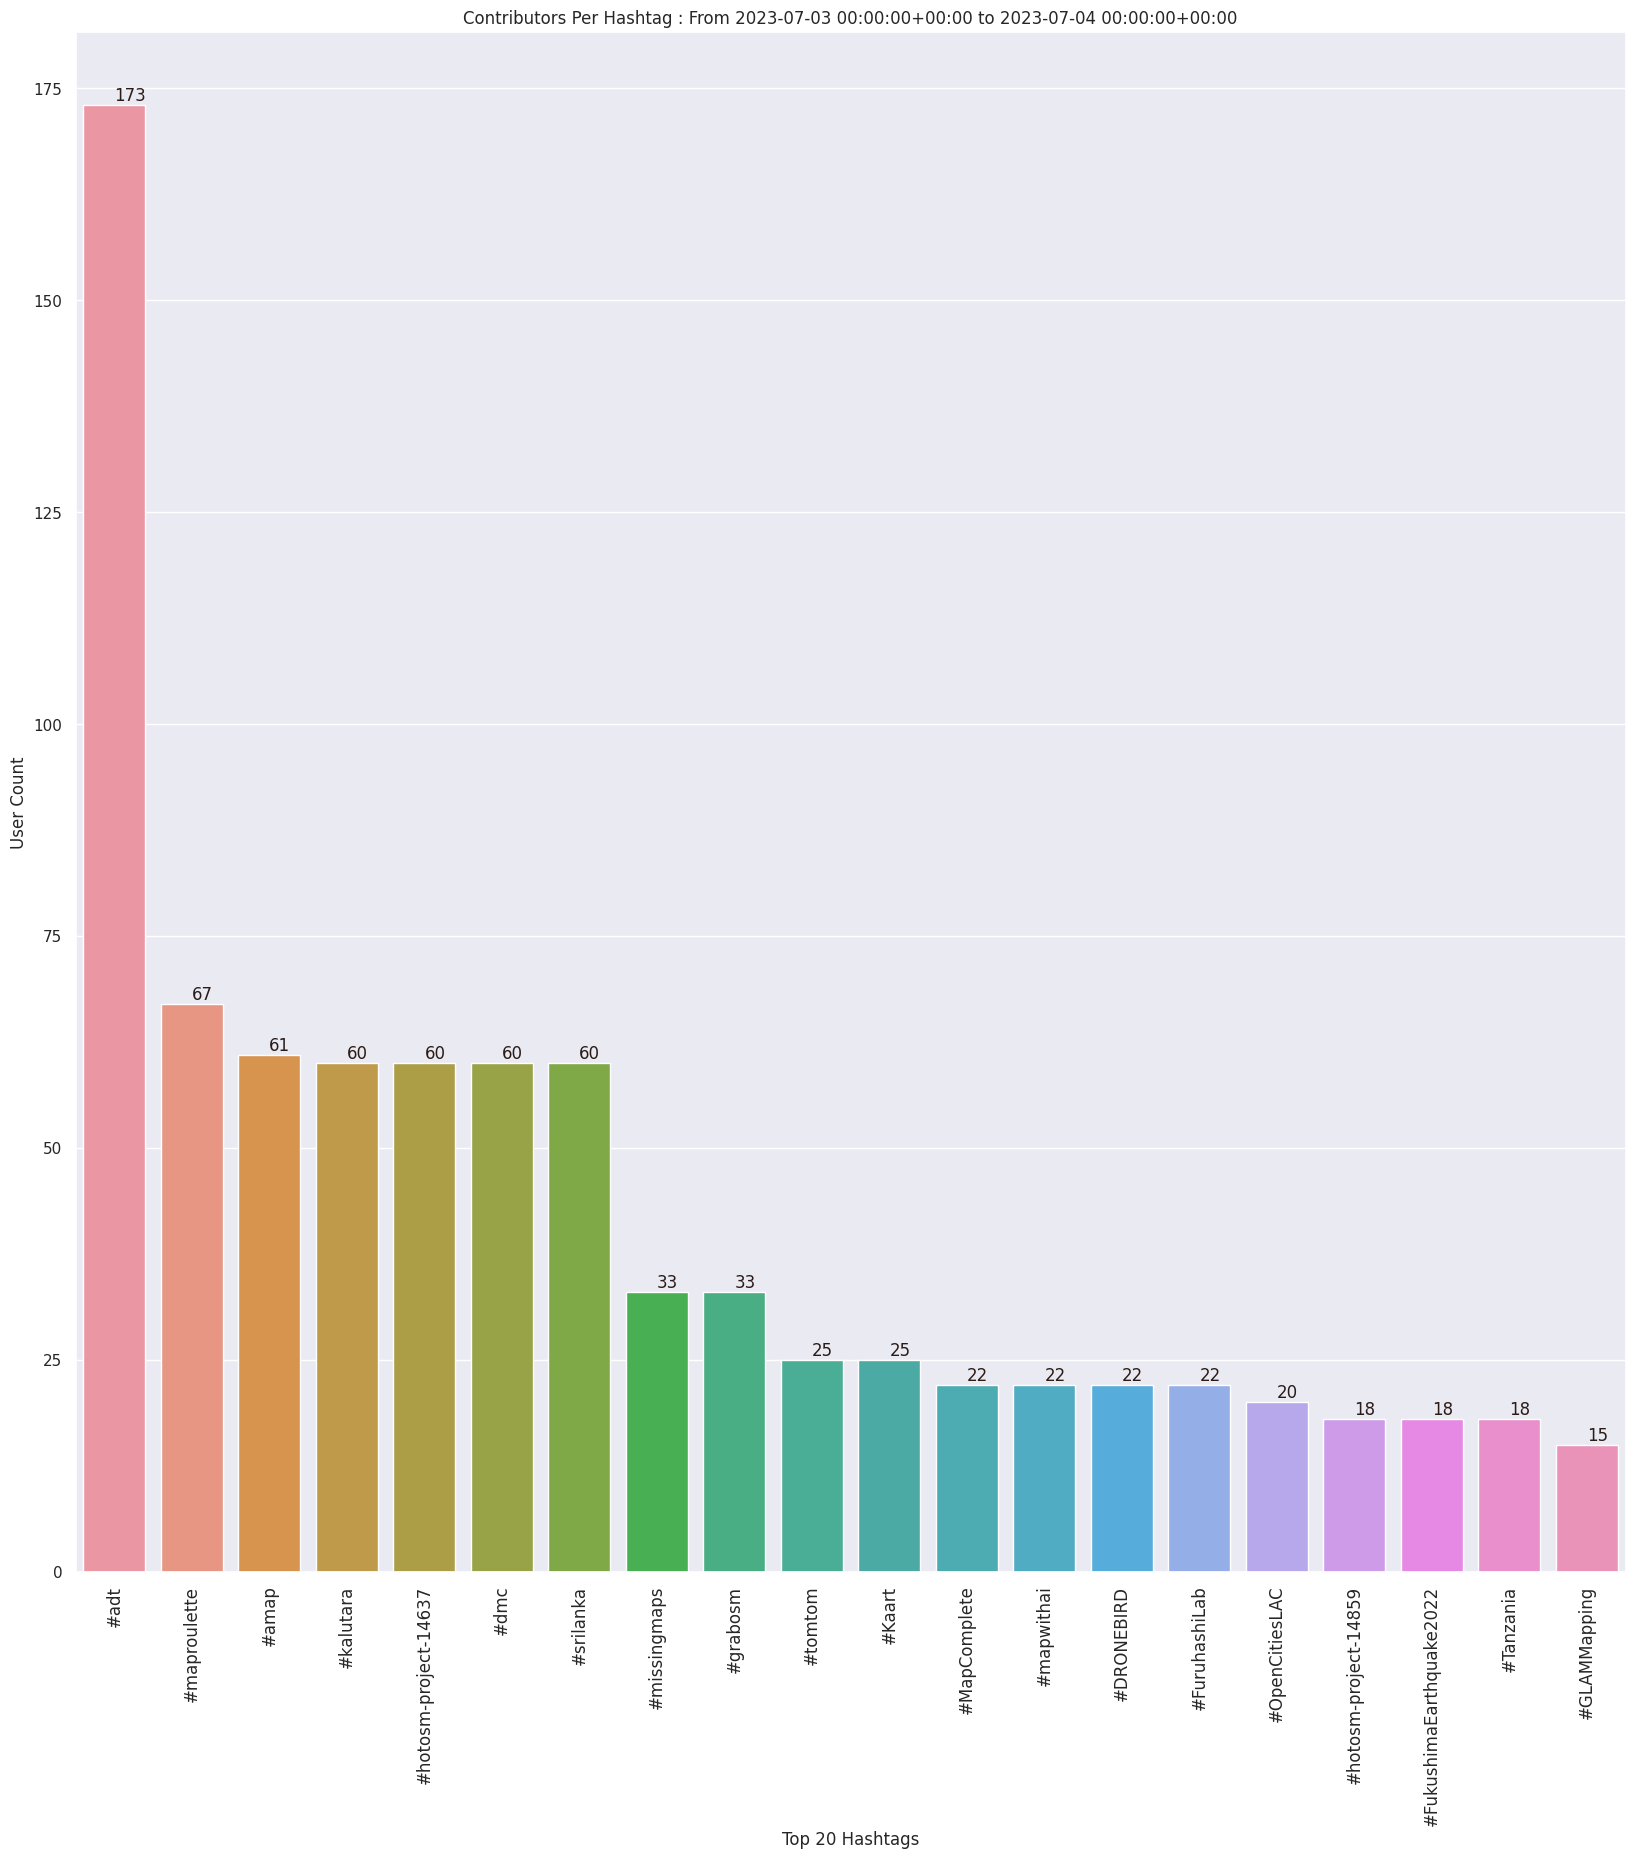 Contributors Per Hashtag : From 2023-07-03 00:00:00+00:00 to 2023-07-04 00:00:00+00:00
User Count
175
150
125
100
75
50
25
0
173
67
61
60
60
60
60
33
33
25
25
22
22
22
22
20
18
18
18
15
#adt
#maproulette
#amap
#kalutara
#hotosm-project-14637
#dmc
#srilanka
#missingmaps
#grabosm
#tomtom
#Kaart
#MapComplete
#mapwithai
#DRONEBIRD
#FuruhashiLab
#OpenCitiesLAC
#hotosm-project-14859
#FukushimaEarthquake2022
#Tanzania
#GLAMMapping
Top 20 Hashtags